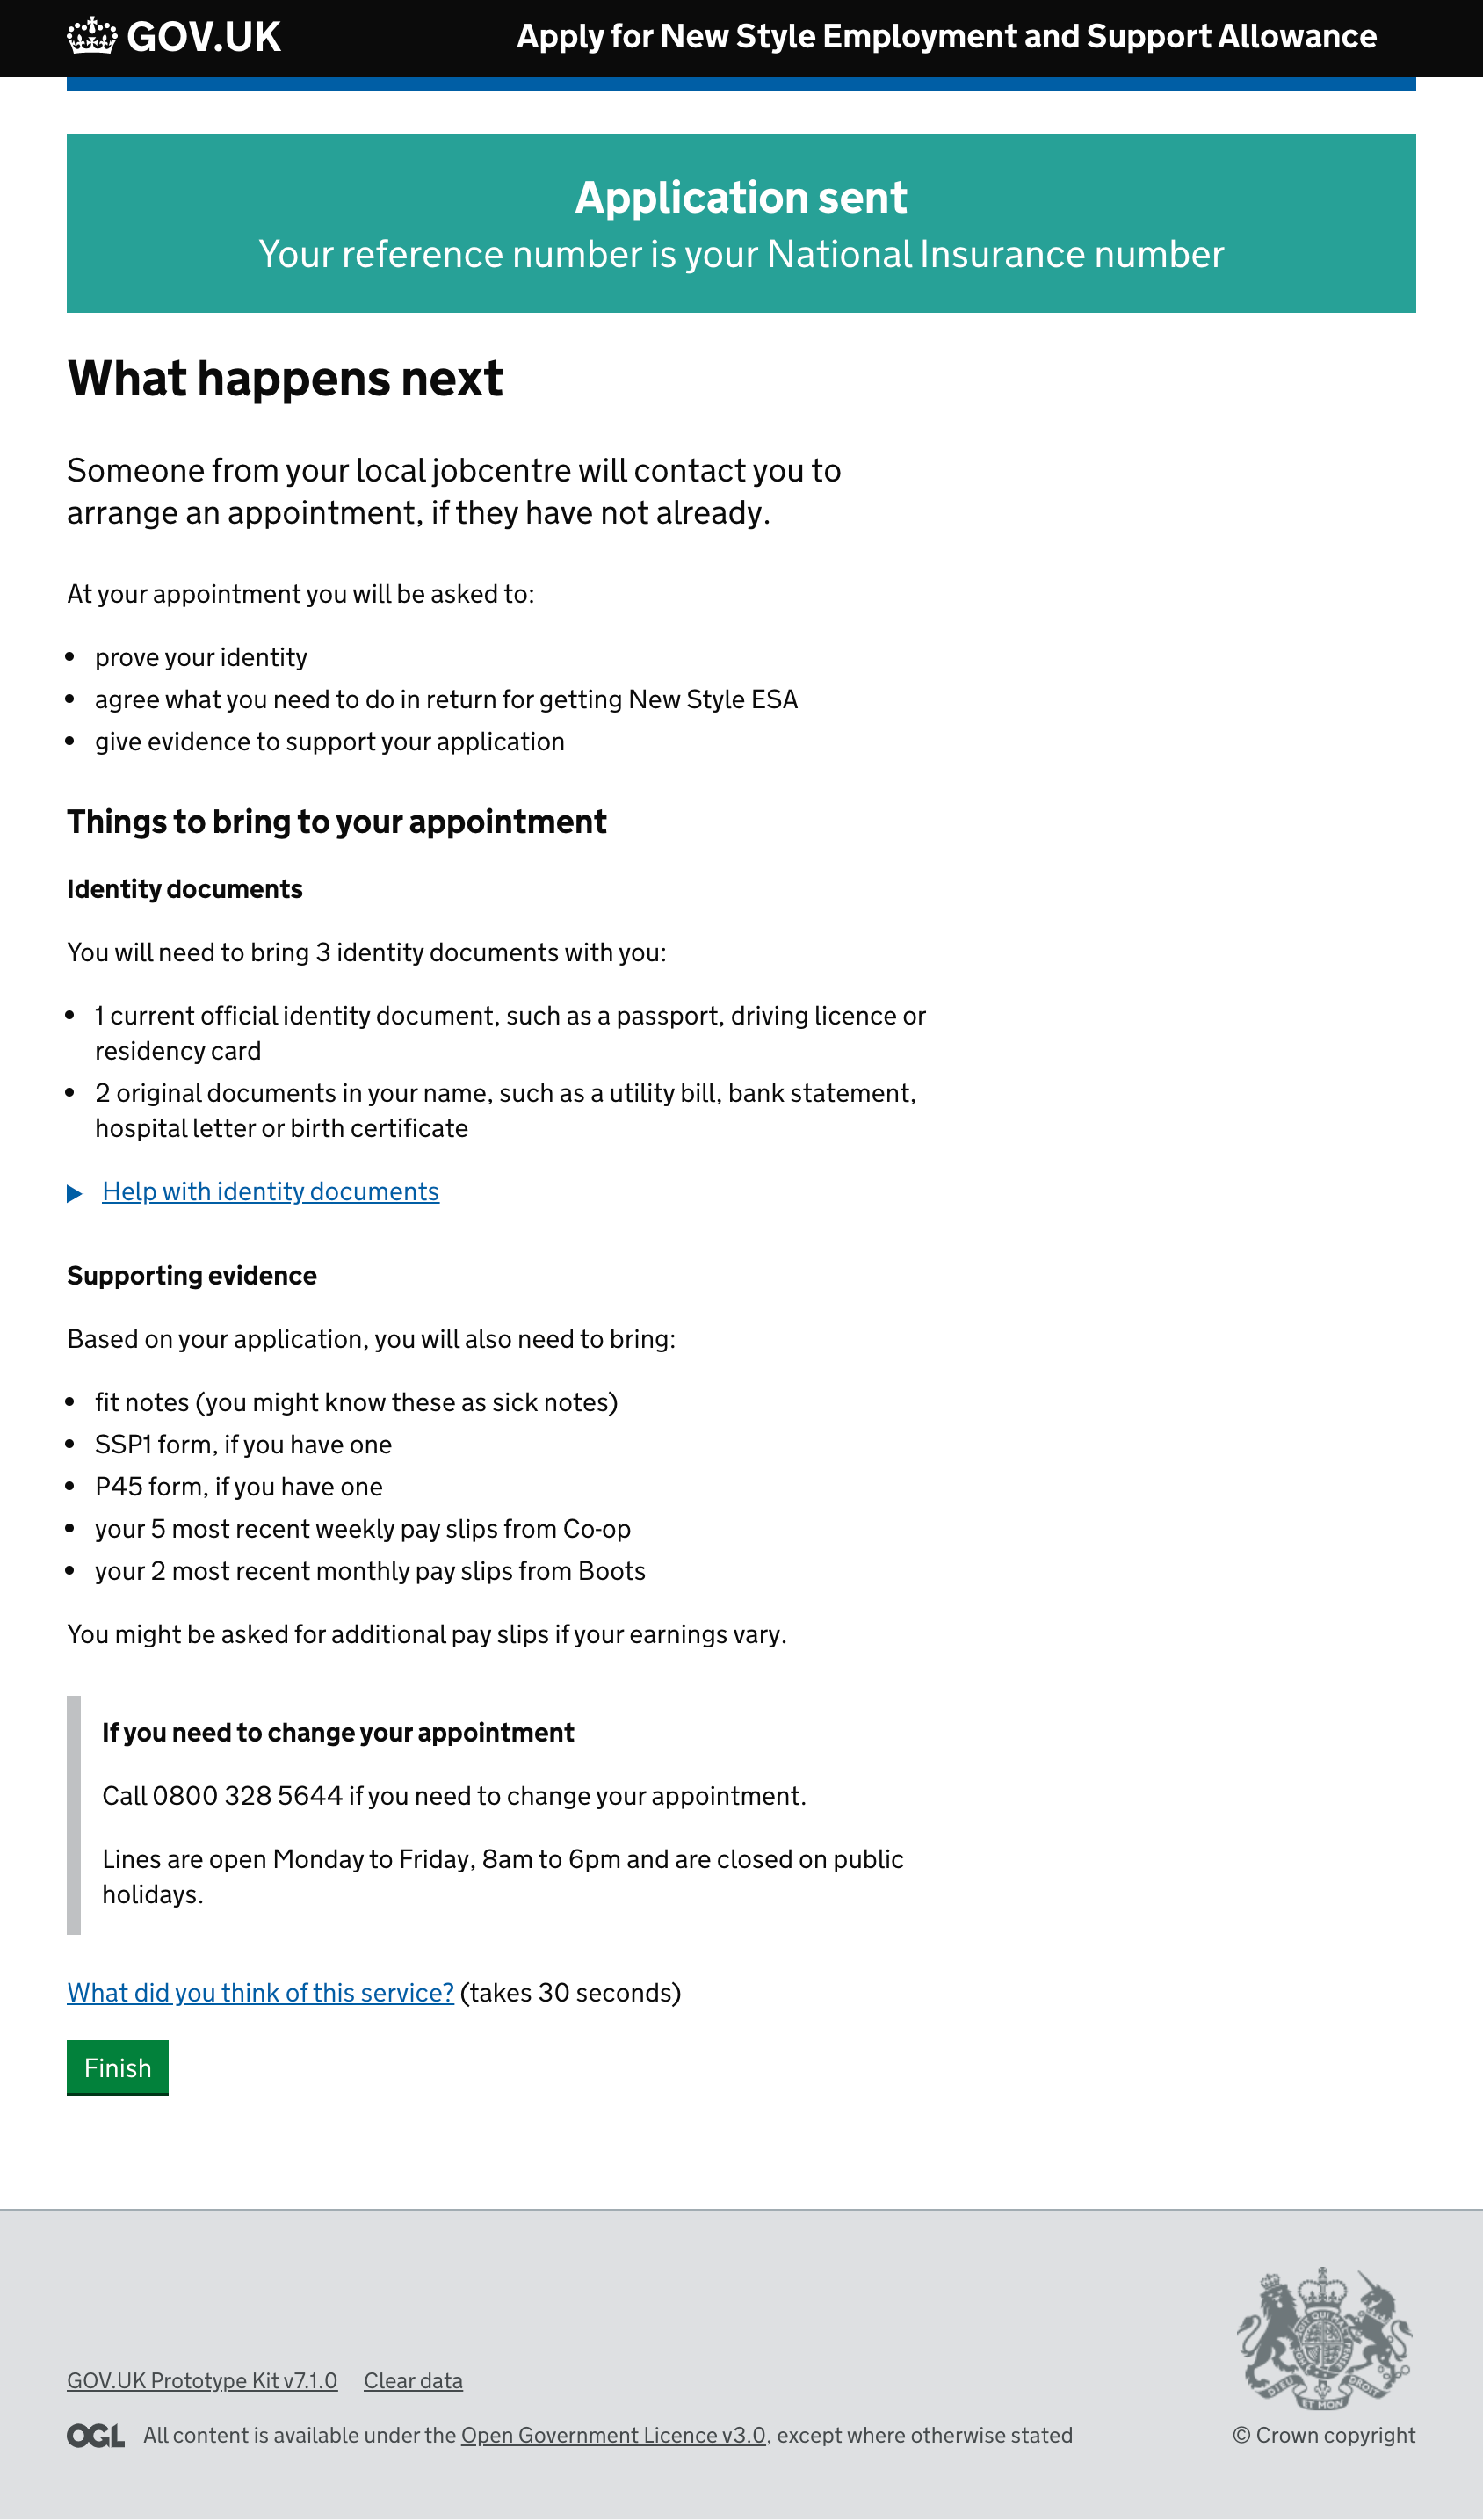 GOV.UK
Apply for New Style Employment and Support Allowance
Application sent
Your reference number is your National Insurance number
What happens next
Someone from your local jobcentre will contact you to
arrange an appointment, if they have not already.
At your appointment you will be asked to:
• prove your identity
• agree what you need to do in return for getting New Style ESA
• give evidence to support your application
Things to bring to your appointment
Identity documents
You will need to bring 3 identity documents with you:
• 1 current official identity document, such as a passport, driving licence or
residency card
• 2 original documents in your name, such as a utility bill, bank statement,
hospital letter or birth certificate
Help with identity documents
Supporting evidence
Based on your application, you will also need to bring:
• fit notes (you might know these as sick notes)
• SSP1 form, if you have one
• P45 form, if you have one
• your 5 most recent weekly pay slips from Co-op
• your 2 most recent monthly pay slips from Boots
You might be asked for additional pay slips if your earnings vary.
If you need to change your appointment
Call 0800 328 5644 if you need to change your appointment.
Lines are open Monday to Friday, 8am to 6pm and are closed on public
holidays.
What did you think of this service? (takes 30 seconds)
Finish
GOV.UK Prototype Kit v7.1.0 Clear data
OGL All content is available under the Open Government Licence v3.0, except where otherwise stated
DIEU ET MON DROIT
© Crown copyright